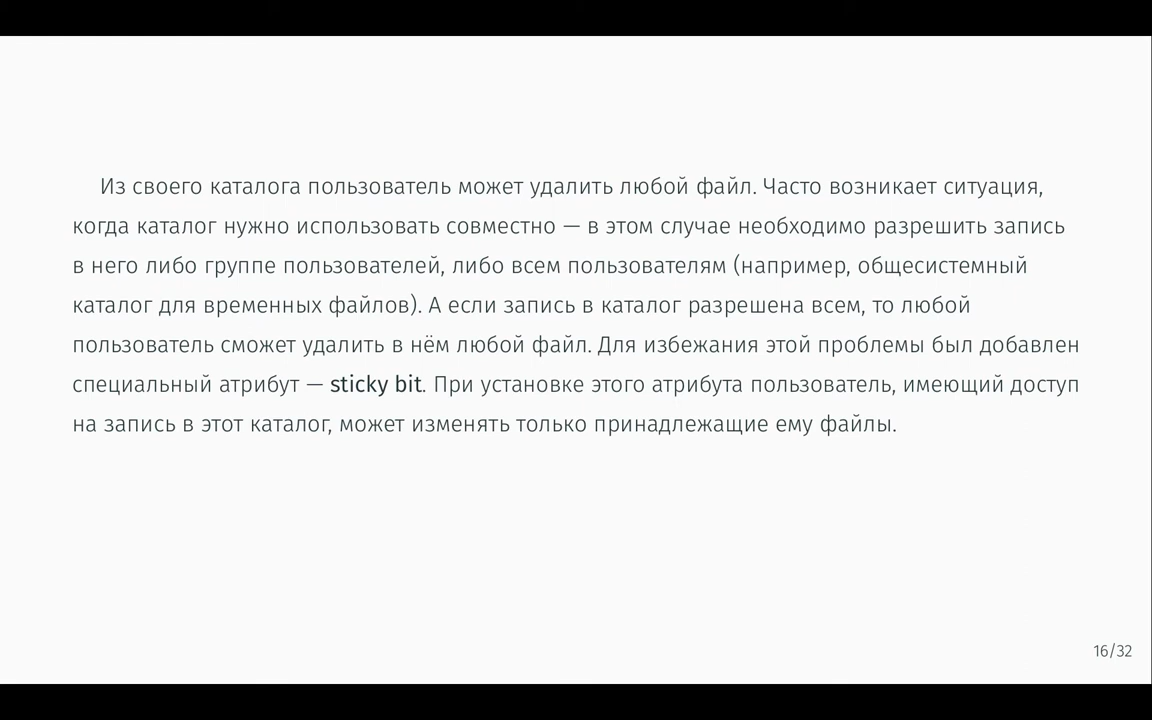 Из своего каталога пользователь может удалить любой файл. Часто возникает ситуация,
когда каталог нужно использовать совместно — в этом случае необходимо разрешить запись
в него либо группе пользователей, либо всем пользователям (например, общесистемный
каталог для временных файлов). А если запись в каталог разрешена всем, то любой
пользователь сможет удалить в нём любой файл. Для избежания этой проблемы был добавлен
специальный атрибут — sticky bit. При установке этого атрибута пользователь, имеющий доступ
на запись в этот каталог, может изменять только принадлежащие ему файлы.
16/32